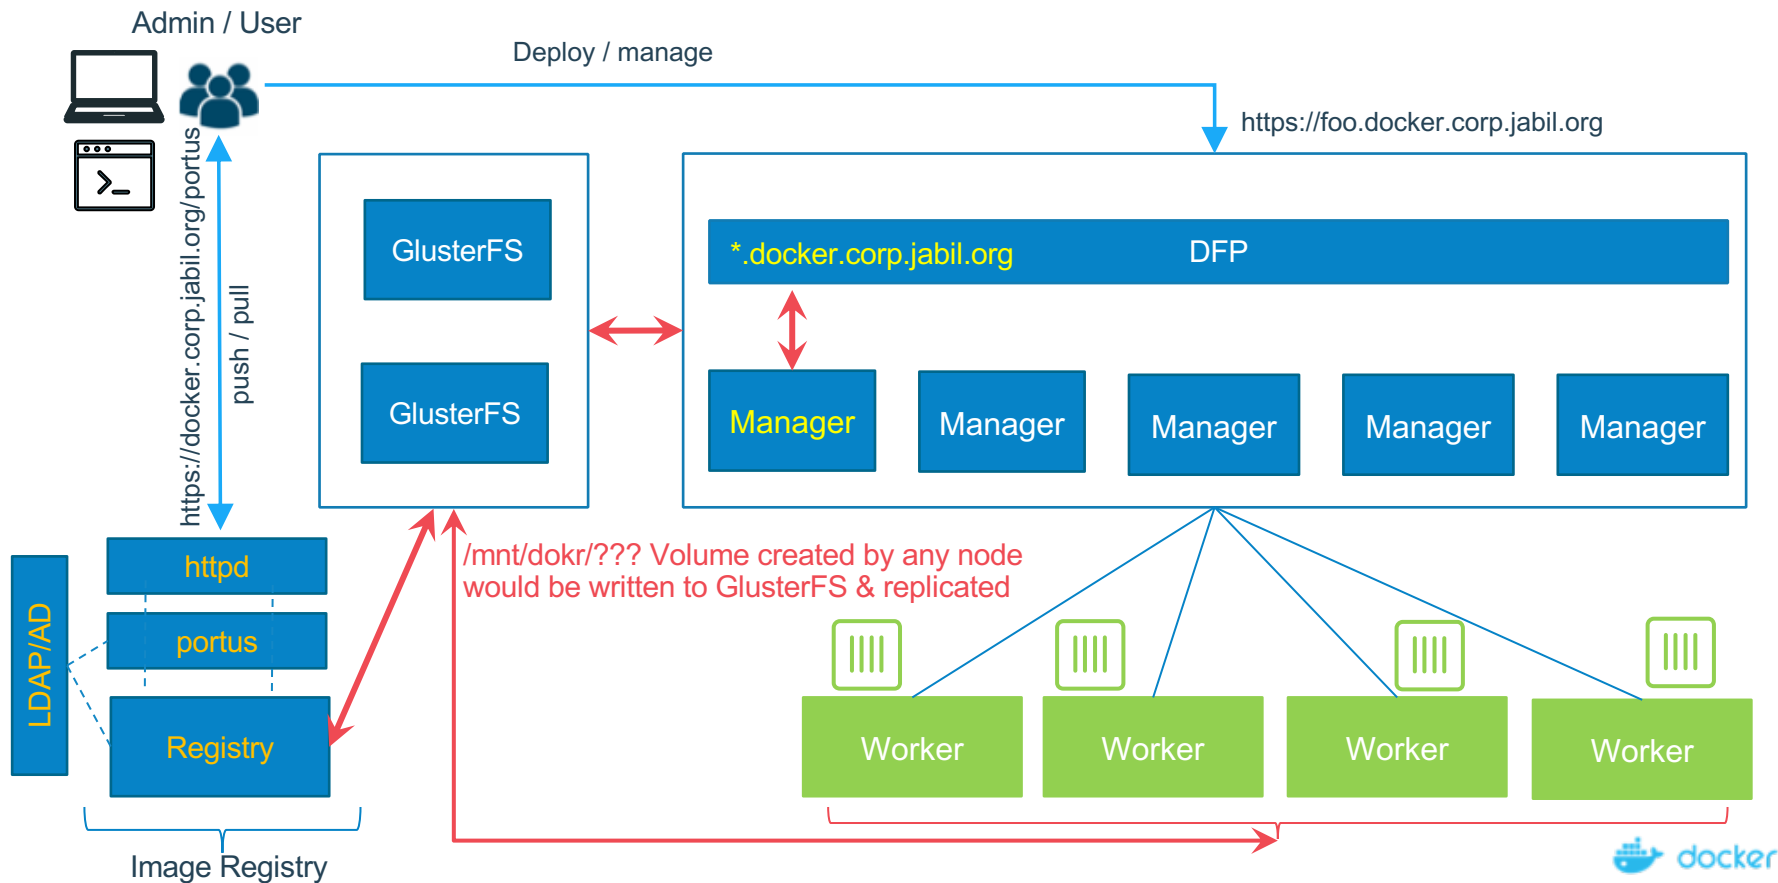 Admin / User
Deploy / manage
https://foo.docker.corp.jabil.org
https://docker.corp.jabil.org/portus
push / pull
GlusterFS
GlusterFS
*.docker.corp.jabil.org
DFP
Manager
Manager
Manager
Manager
Manager
/mnt/dokr/??? Volume created by any node
would be written to GlusterFS & replicated
LDAP/AD
httpd
portus
Registry
Image Registry
Worker
Worker
Worker
Worker
docker